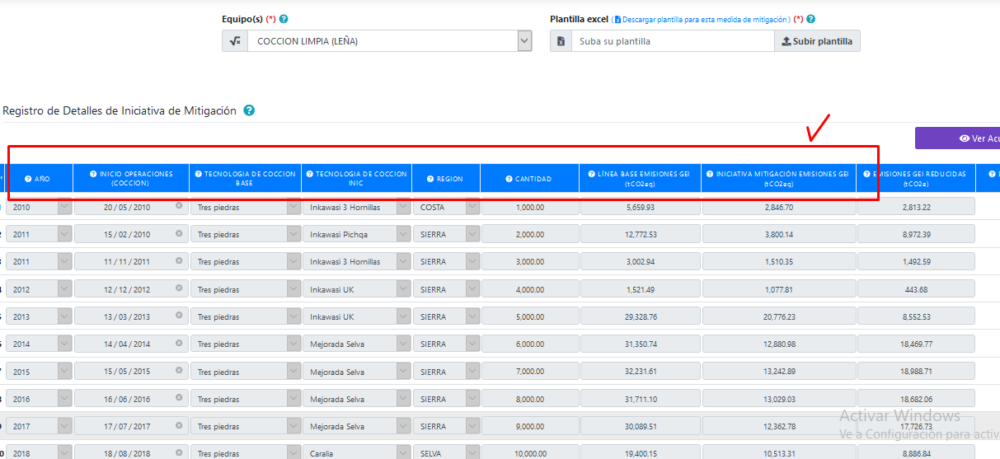 Equipo(s) (*)
Plantilla excel ( Descargar plantilla para esta medida de mitigación ) (*)
COCCION LIMPIA (LEÑA)
Suba su plantilla
Subir plantilla
Registro de Detalles de Iniciativa de Mitigación
Ver Acu
AÑO INICIO OPERACIONES (COCCION) TECNOLOGIA DE COCCION BASE TECNOLOGIA DE COCCION INIC REGION CANTIDAD LÍNEA BASE EMISIONES GEI (tCO2eq) INICIATIVA MITIGACIÓN EMISIONES GEI (tCO2eq) EMISIONES GEI REDUCIDAS (tCO2e)
2010 20 / 05 / 2010 Tres piedras Inkawasi 3 Hornillas COSTA 1,000.00 5,659.93 2,846.70 2,813.22
2011 15 / 02 / 2010 Tres piedras Inkawasi Pichqa SIERRA 2,000.00 12,772.53 3,800.14 8,972.39
2011 11 / 11 / 2011 Tres piedras Inkawasi 3 Hornillas SIERRA 3,000.00 3,002.94 1,510.35 1,492.59
2012 12 / 12 / 2012 Tres piedras Inkawasi UK SIERRA 4,000.00 1,521.49 1,077.81 443.68
2013 13 / 03 / 2013 Tres piedras Inkawasi UK SIERRA 5,000.00 29,328.76 20,776.23 8,552.53
2014 14 / 04 / 2014 Tres piedras Mejorada Selva SIERRA 6,000.00 31,350.74 12,880.98 18,469.77
2015 15 / 05 / 2015 Tres piedras Mejorada Selva SIERRA 7,000.00 32,231.61 13,242.89 18,988.71
2016 16 / 06 / 2016 Tres piedras Mejorada Selva SIERRA 8,000.00 31,711.10 13,029.03 18,682.06
2017 17 / 07 / 2017 Tres piedras Mejorada Selva SIERRA 9,000.00 30,089.51 12,362.78 17,726.73
2018 18 / 08 / 2018 Tres piedras Caralia SELVA 10,000.00 19,400.15 10,513.31 8,886.84
Activar Windows
Ve a Configuración para activ